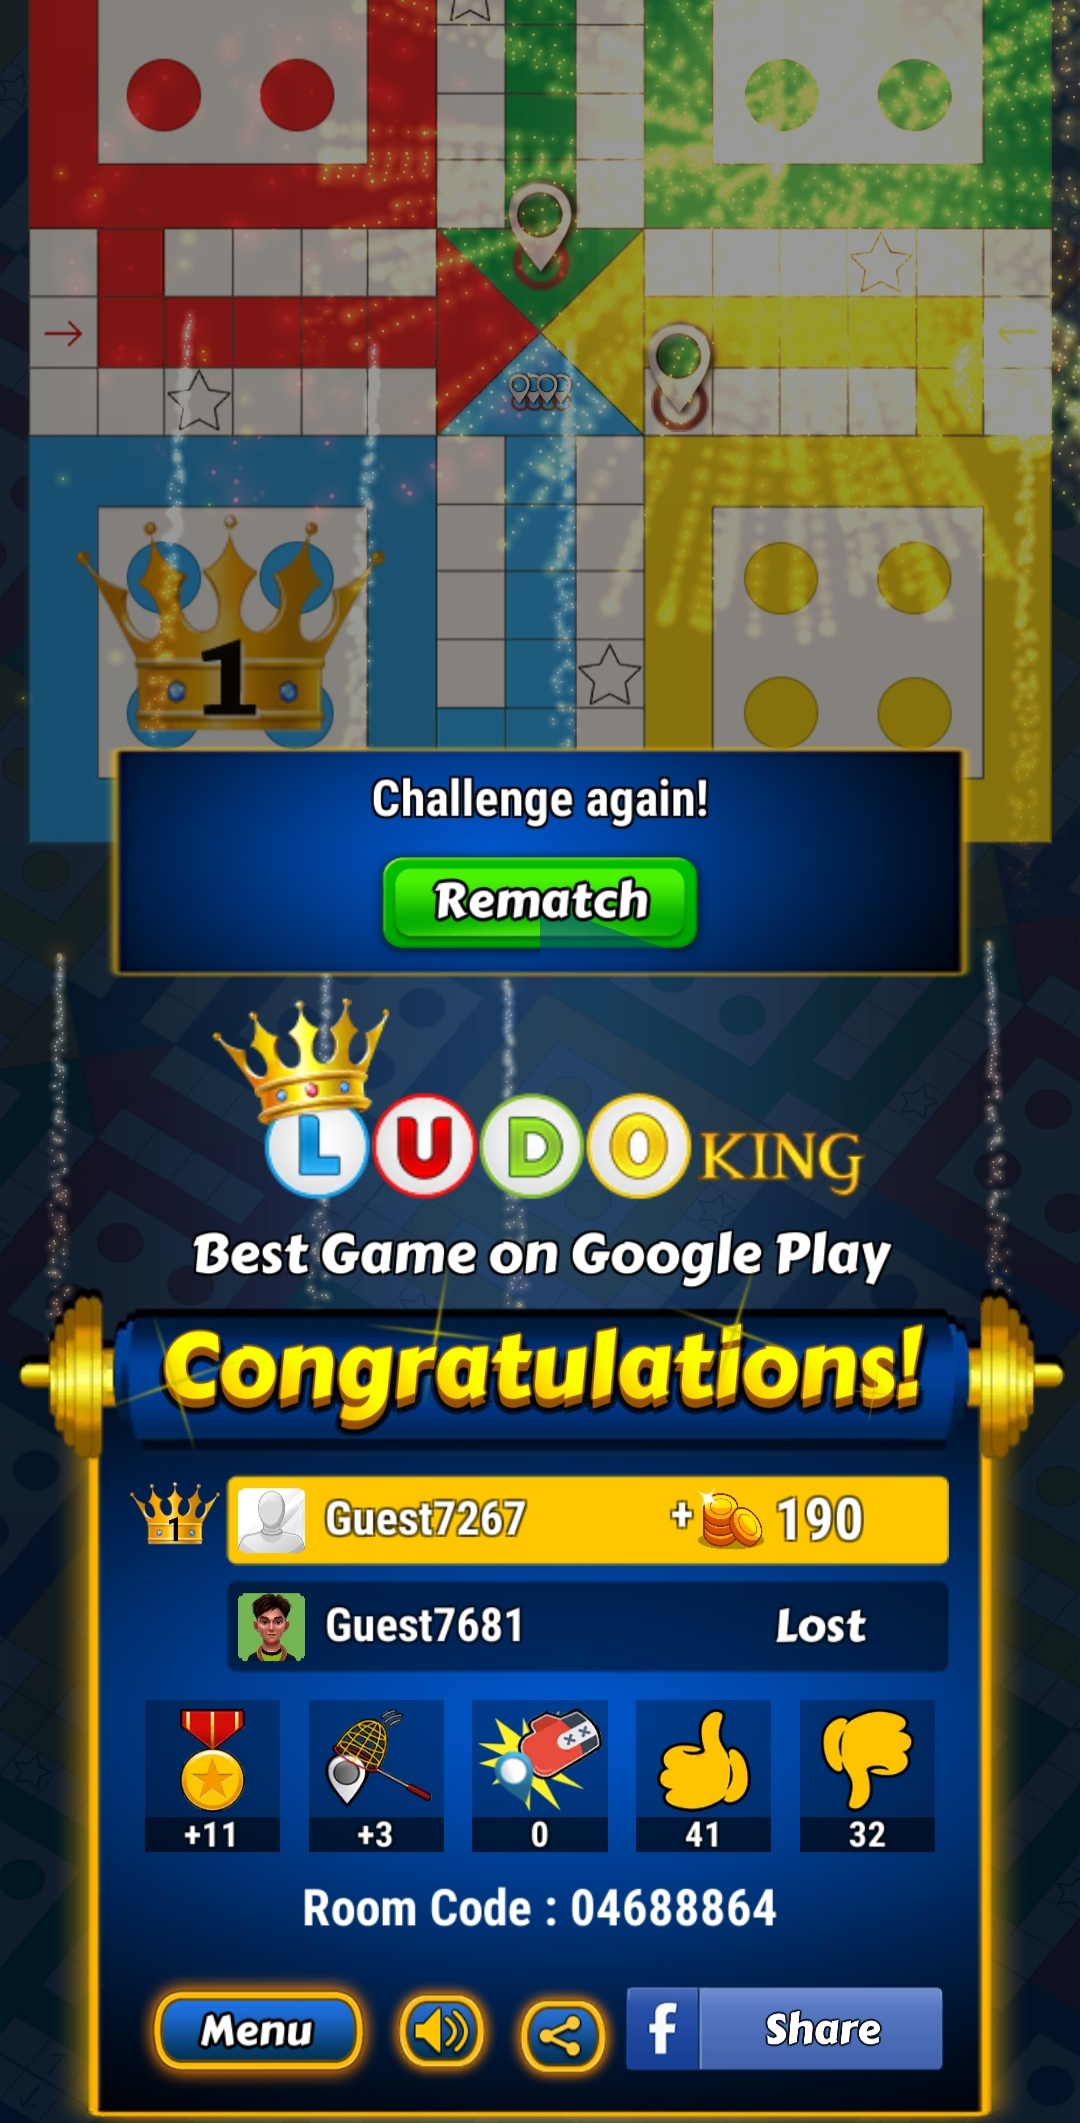 1
Challenge again!
Rematch
LUDO KING
Best Game on Google Play
Congratulations!
1 Guest7267 + 190
Guest7681 Lost
+11 +3 0 41 32
Room Code : 04688864
Menu f Share